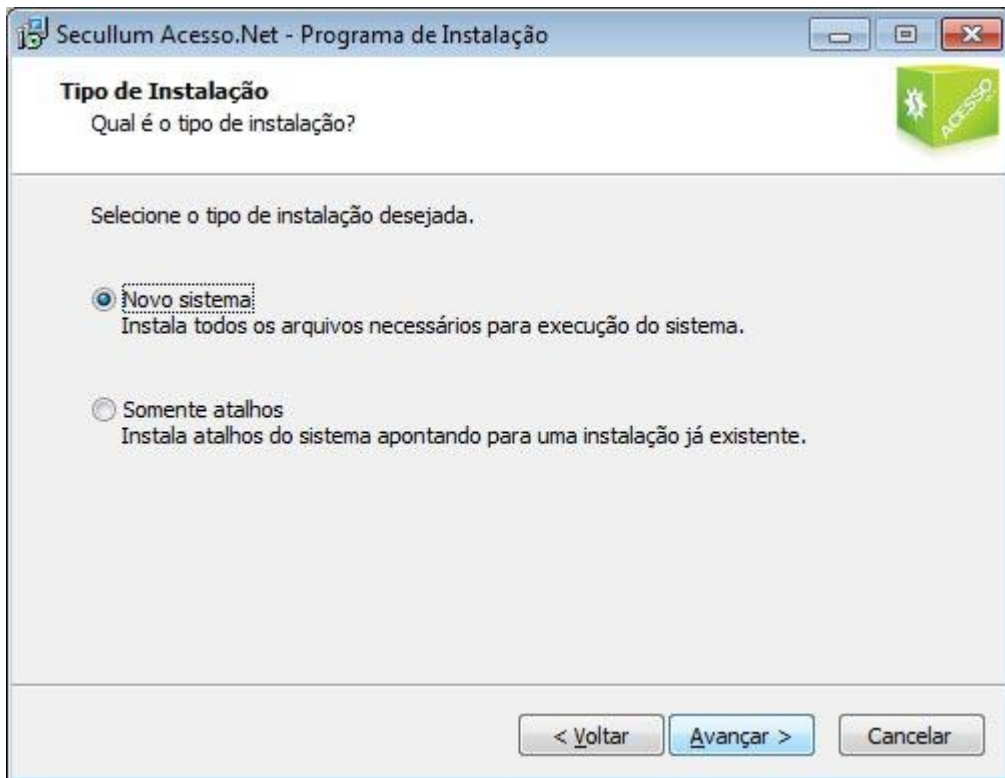 Secullum Acesso.Net - Programa de Instalação
Tipo de Instalação
Qual é o tipo de instalação?
ACESSO
Selecione o tipo de instalação desejada.
Novo sistema
Instala todos os arquivos necessários para execução do sistema.
Somente atalhos
Instala atalhos do sistema apontando para uma instalação já existente.
< Voltar
Avançar >
Cancelar